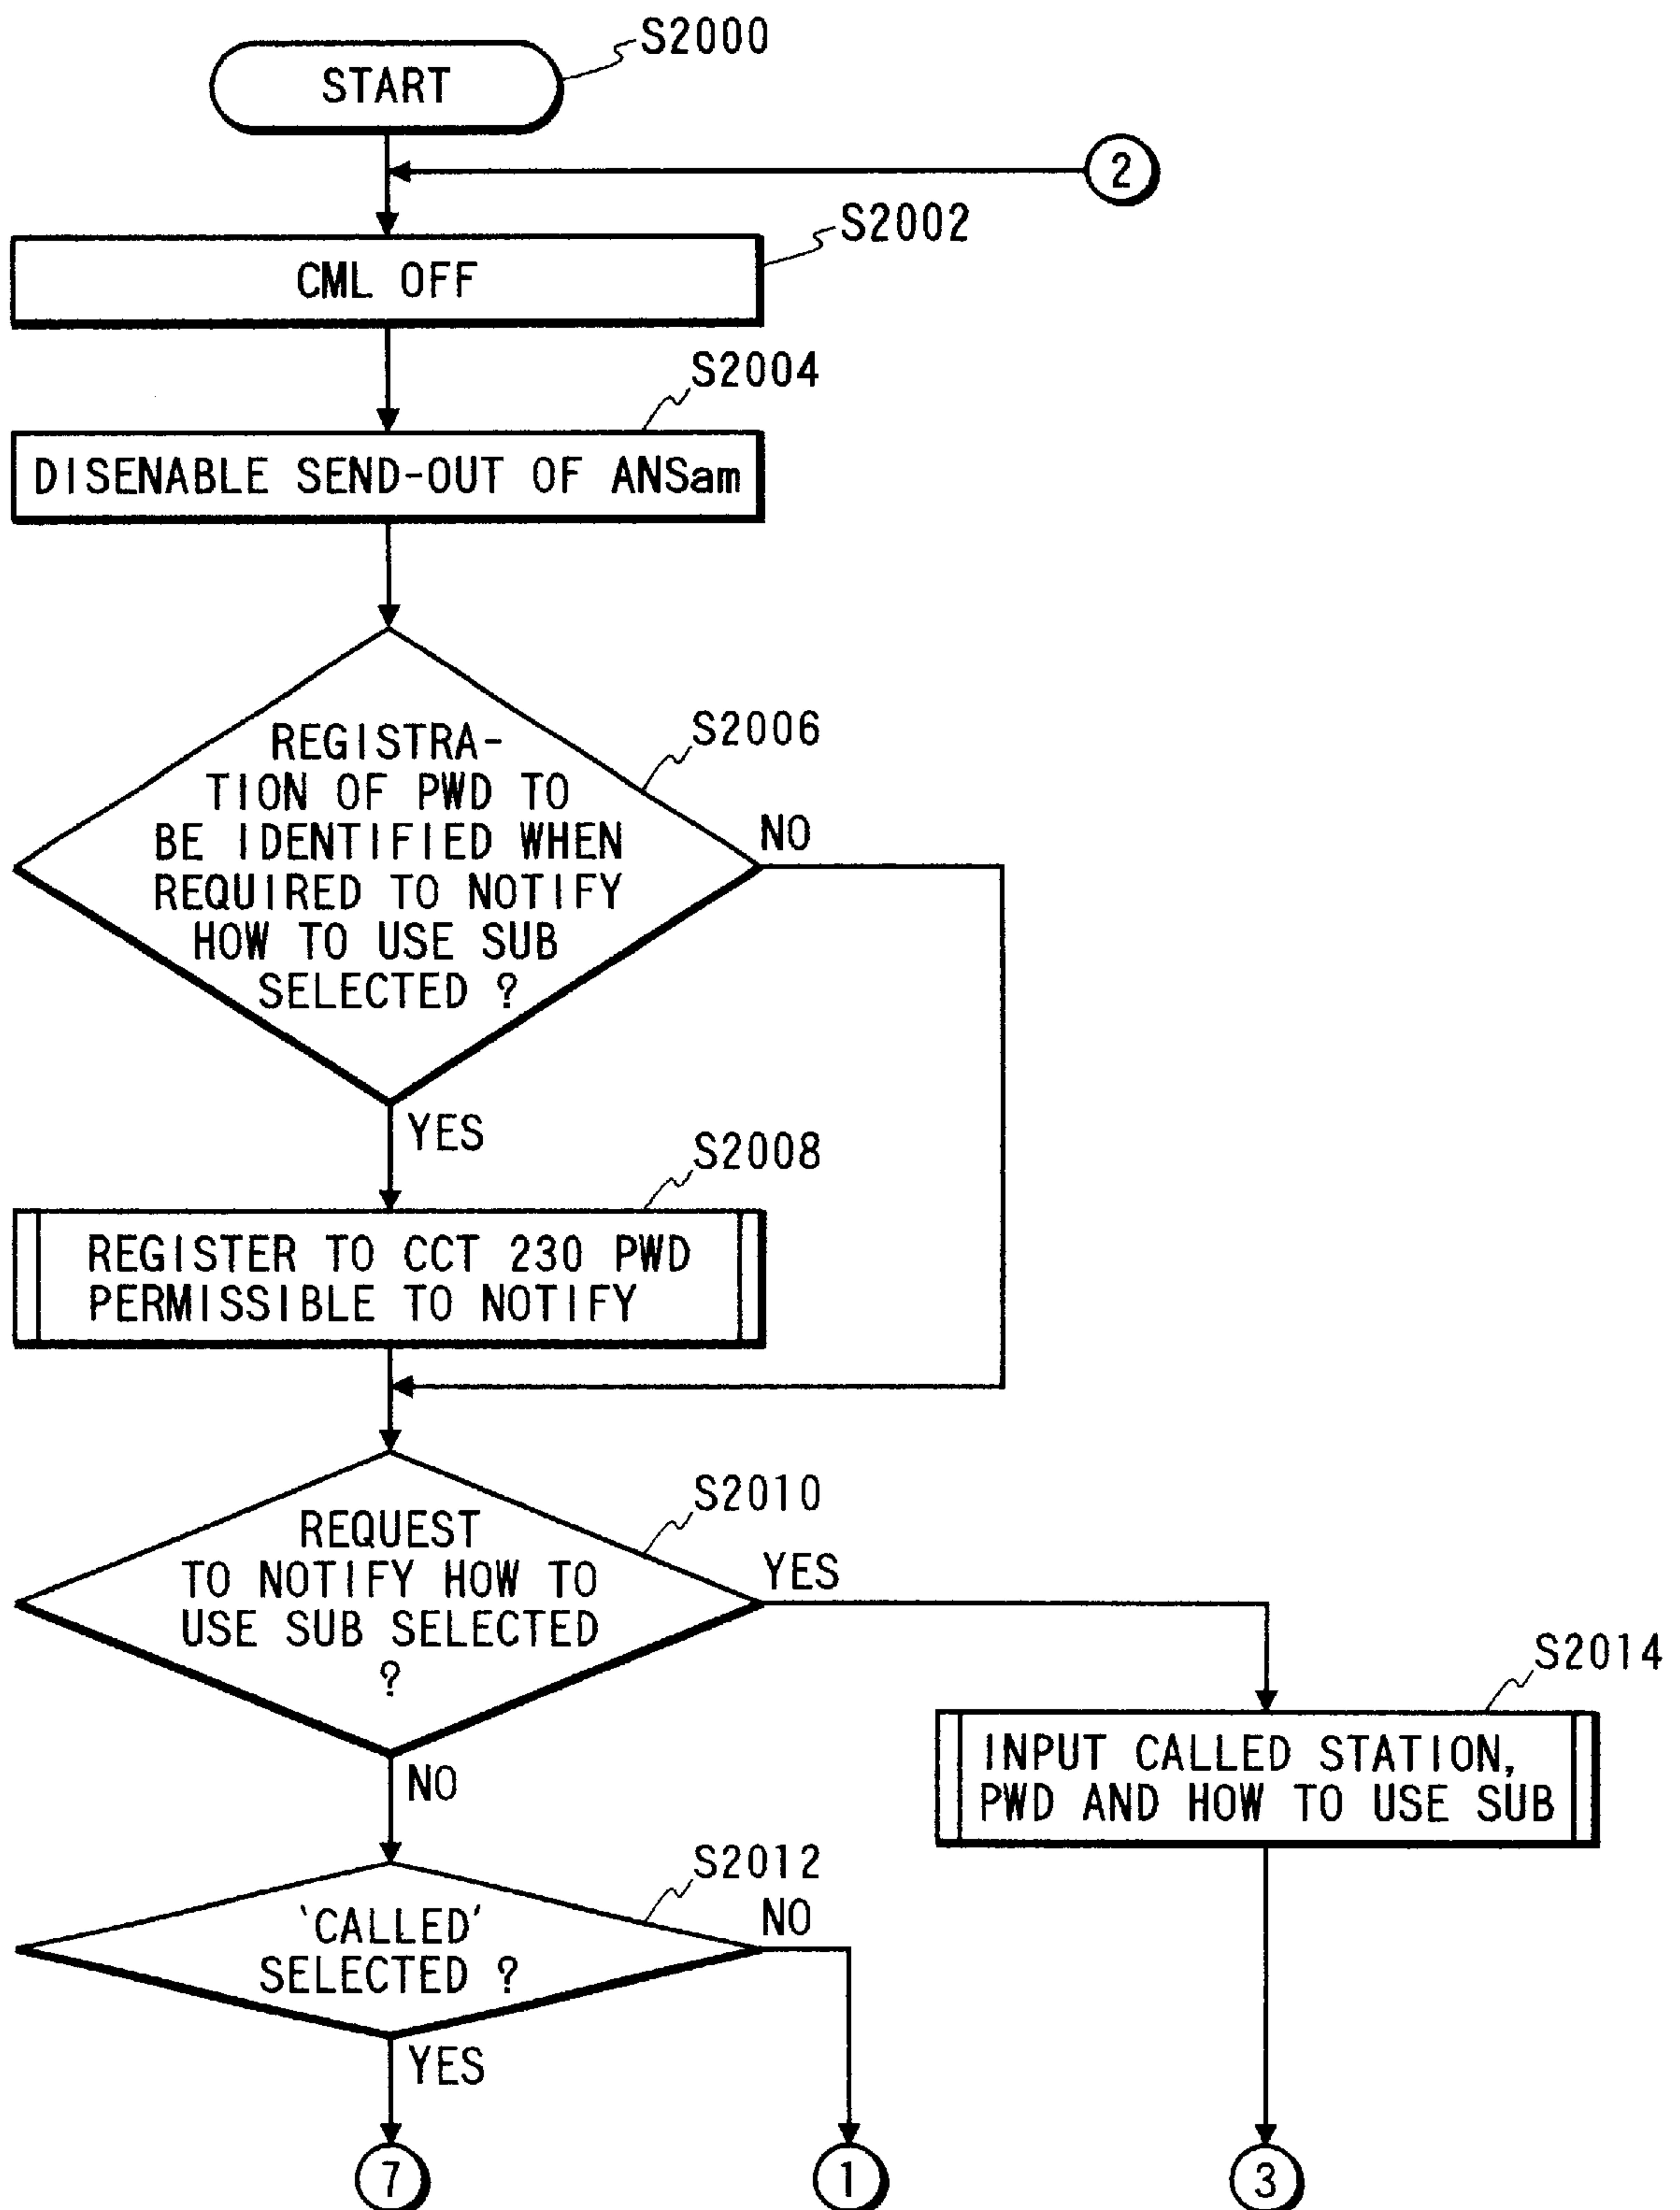 S2000
START
2
S2002
CML OFF
S2004
DISENABLE SEND-OUT OF ANSam
S2006
REGISTRA-
TION OF PWD TO
BE IDENTIFIED WHEN
REQUIRED TO NOTIFY
HOW TO USE SUB
SELECTED ?
NO
YES
S2008
REGISTER TO CCT 230 PWD
PERMISSIBLE TO NOTIFY
S2010
REQUEST
TO NOTIFY HOW TO
USE SUB SELECTED
?
YES
NO
S2014
INPUT CALLED STATION,
PWD AND HOW TO USE SUB
S2012
'CALLED'
SELECTED ?
NO
YES
7
1
3